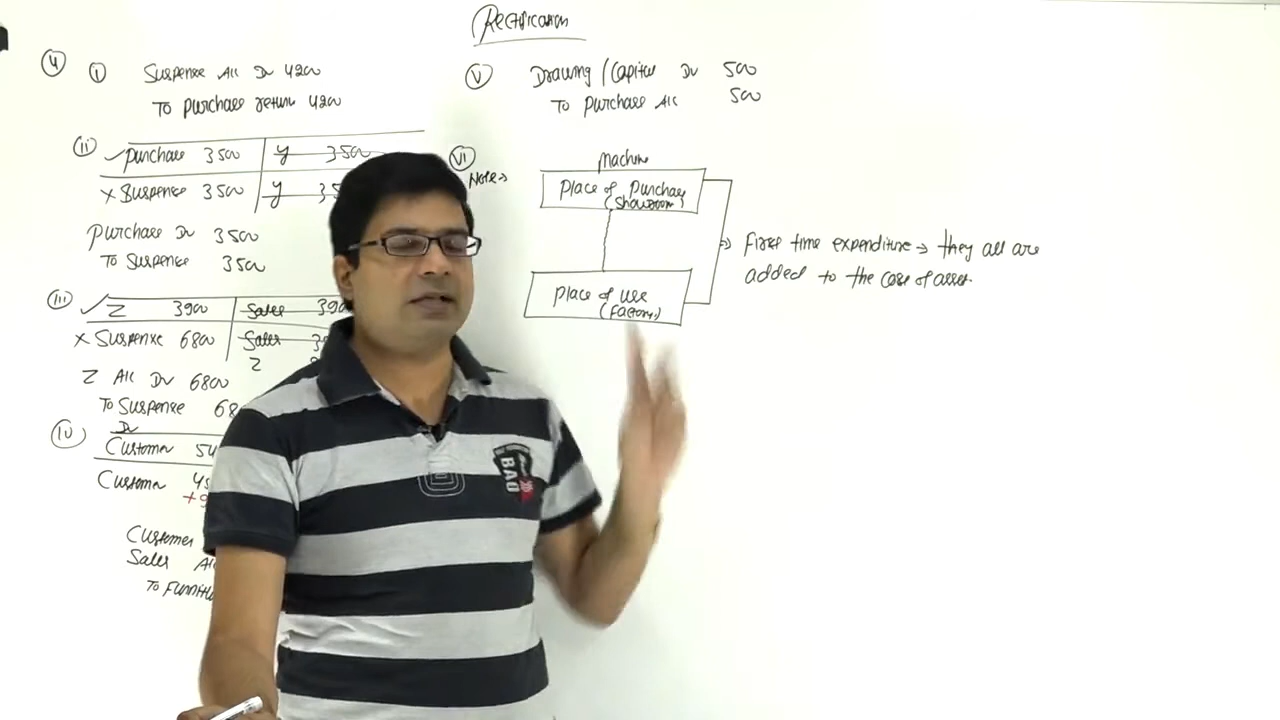 Rectification
(4) (i) Suspense A/c Dr 4200
To Purchase return 4200
(ii) ✓ Purchase 3500 y 3500
× Suspense 3500 y
Purchase Dr 3500
To Suspense 3500
(iii) ✓ Z 3900 Sales
× Suspense 6800 Sales
Z
Z A/c Dr 6800
To Suspense
(iv) Dr
Customer
Customer
Customer
Sales
(v) Drawing/Capital Dr 500
To Purchase A/c 500
(vi) Machine
Note→
Place of Purchase
(Showroom)
Place of use
(Factory)
⇒ First time expenditure → they all are
added to the cost of asset.
BAD